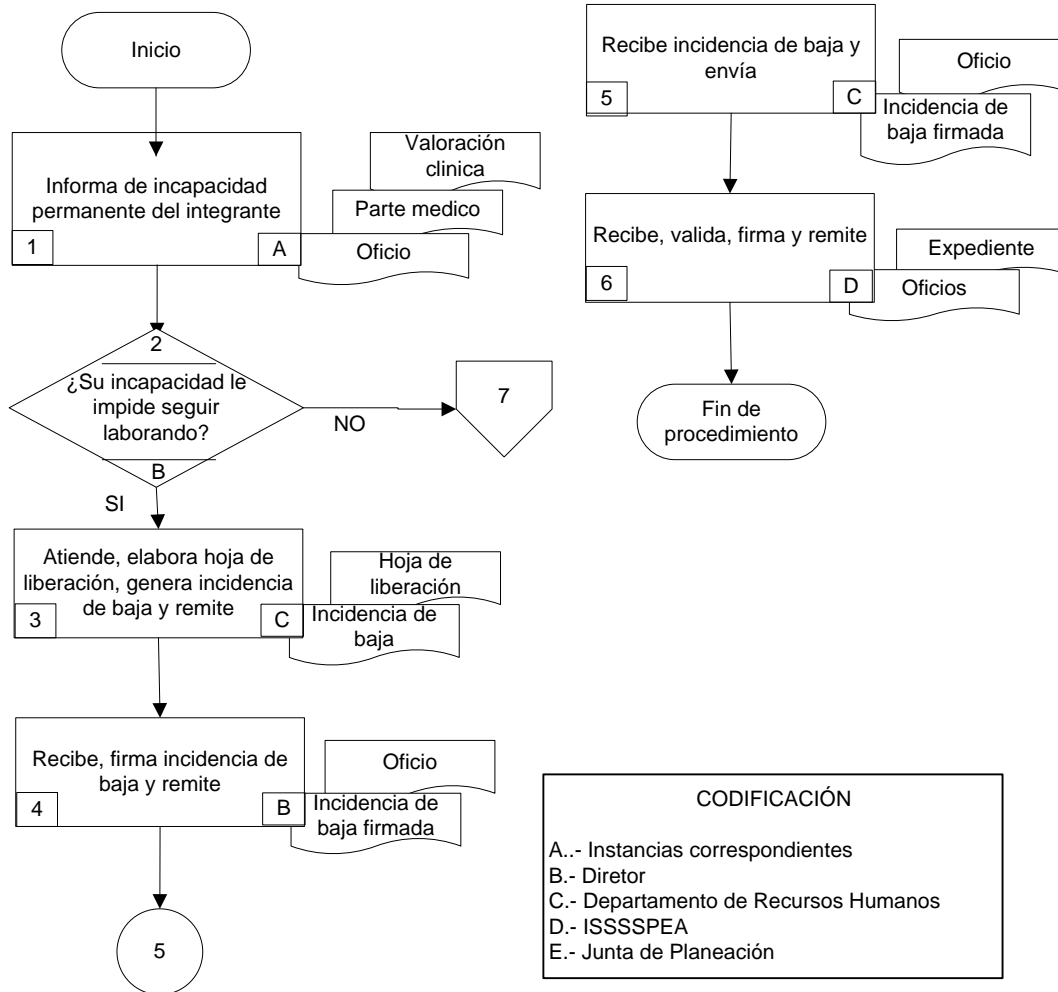 Inicio
Informa de incapacidad
permanente del integrante
1
A
Valoración
clinica
Parte medico
Oficio
2
¿Su incapacidad le
impide seguir
laborando?
B
NO
7
SI
Atiende, elabora hoja de
liberación, genera incidencia
de baja y remite
3
C
Hoja de
liberación
Incidencia de
baja
Recibe, firma incidencia de
baja y remite
4
B
Oficio
Incidencia de
baja firmada
5
Recibe incidencia de baja y
envía
5
C
Oficio
Incidencia de
baja firmada
Recibe, valida, firma y remite
6
D
Expediente
Oficios
Fin de
procedimiento
CODIFICACIÓN
A..- Instancias correspondientes
B.- Diretor
C.- Departamento de Recursos Humanos
D.- ISSSSPEA
E.- Junta de Planeación